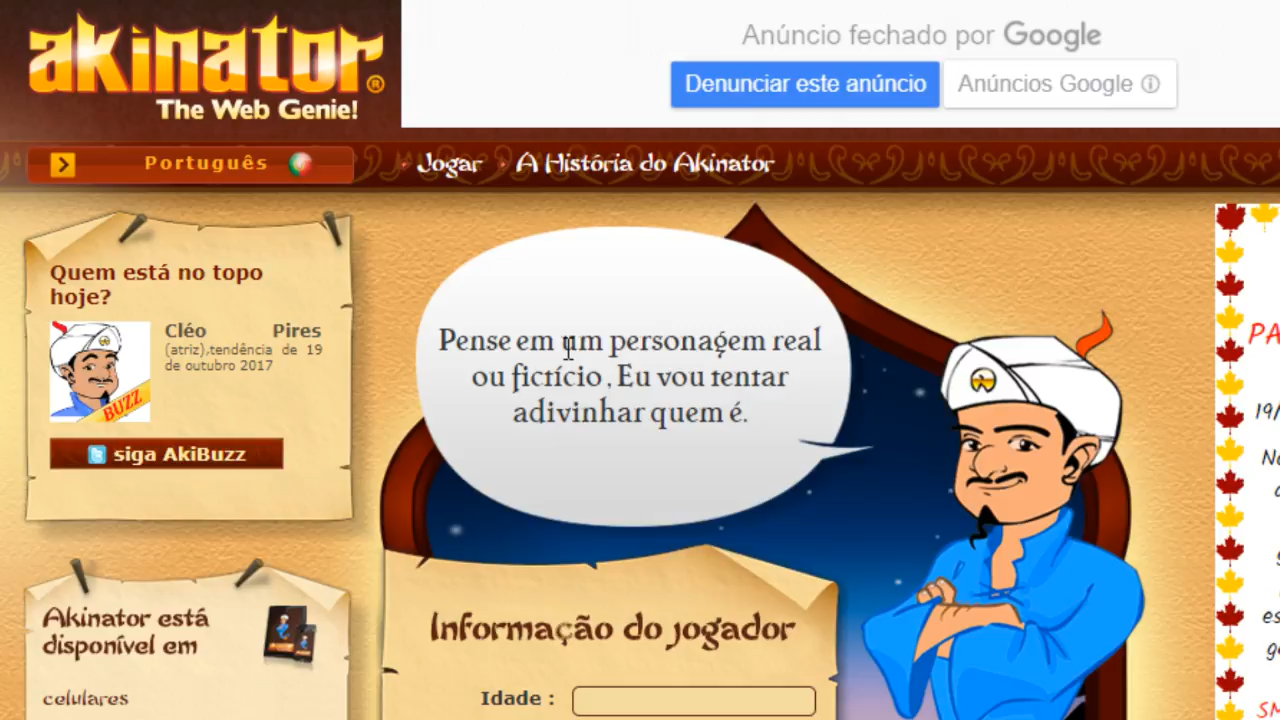 akinator®
The Web Genie!
Anúncio fechado por Google
Denunciar este anúncio
Anúncios Google
Português
Jogar
A História do Akinator
Quem está no topo
hoje?
Cléo Pires
(atriz),tendência de 19
de outubro 2017
BUZZ
siga AkiBuzz
Pense em um personagem real
ou fictício , Eu vou tentar
adivinhar quem é.
Akinator está
disponível em
celulares
Informação do jogador
Idade :
PA
19/
No
es
SM